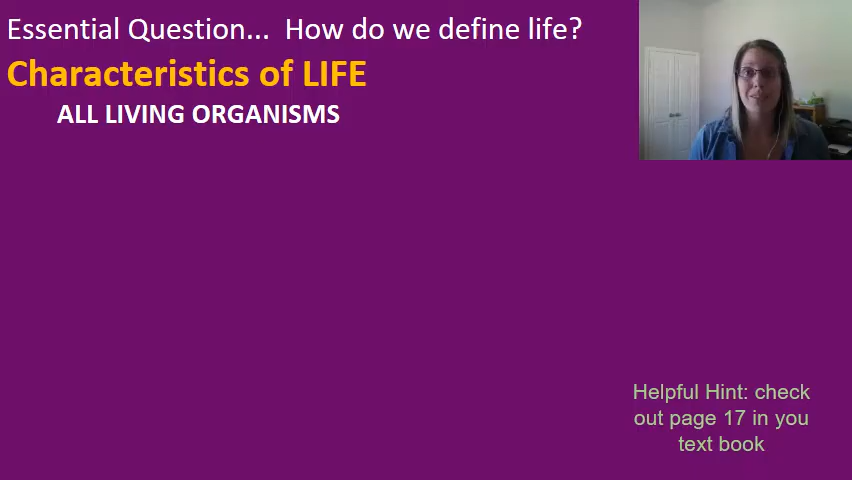 Essential Question... How do we define life?
Characteristics of LIFE
ALL LIVING ORGANISMS
Helpful Hint: check
out page 17 in you
text book